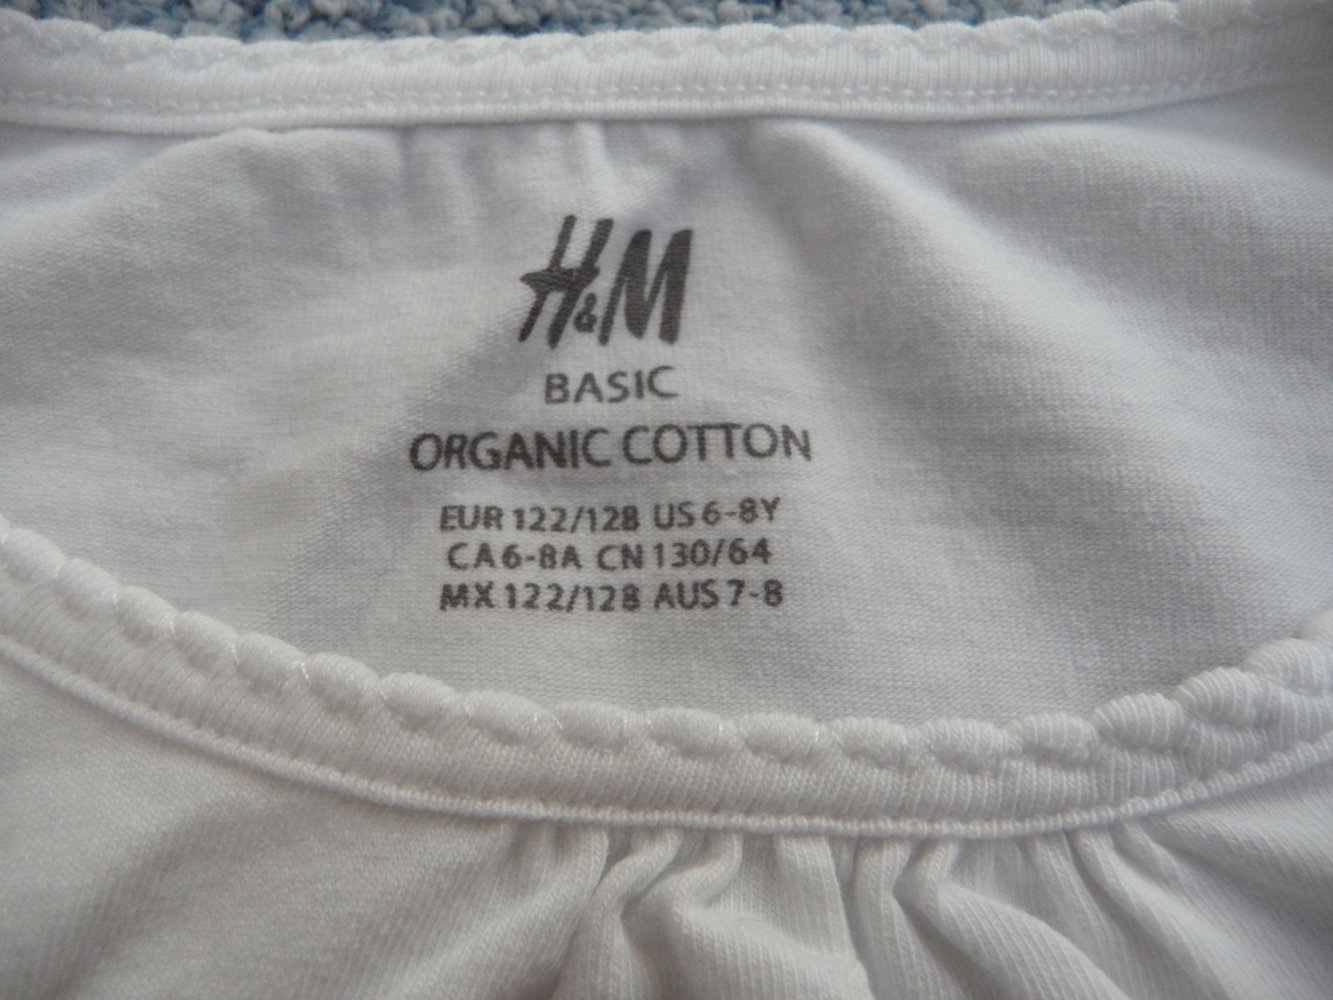 H&M
BASIC
ORGANIC COTTON
EUR 122/128 US 6-8Y
CA 6-8A CN 130/64
MX 122/128 AUS 7-8